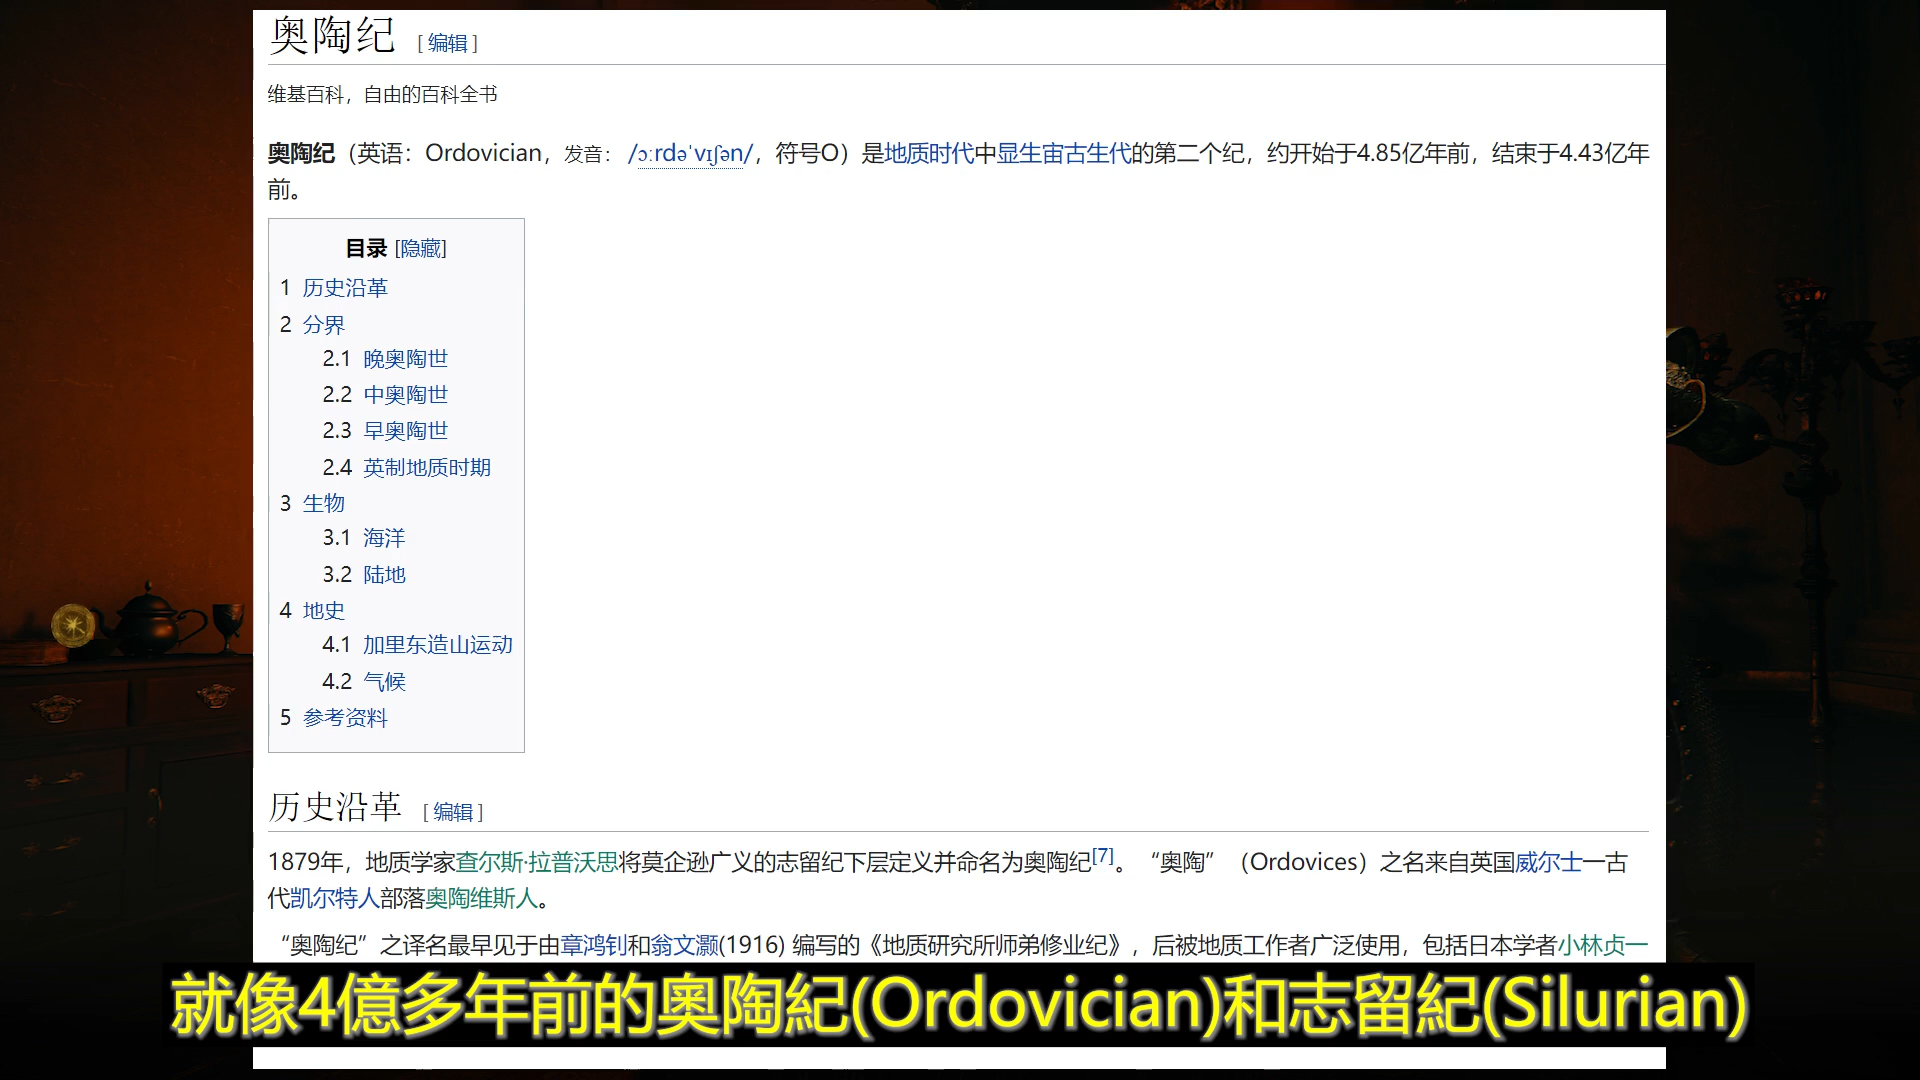 奥陶纪 [编辑]
维基百科，自由的百科全书
奥陶纪（英语：Ordovician，发音： /ɔːrdəˈvɪʃən/，符号O）是地质时代中显生宙古生代的第二个纪，约开始于4.85亿年前，结束于4.43亿年
前。
目录 [隐藏]
1 历史沿革
2 分界
2.1 晚奥陶世
2.2 中奥陶世
2.3 早奥陶世
2.4 英制地质时期
3 生物
3.1 海洋
3.2 陆地
4 地史
4.1 加里东造山运动
4.2 气候
5 参考资料
历史沿革 [编辑]
1879年，地质学家查尔斯·拉普沃思将莫企逊广义的志留纪下层定义并命名为奥陶纪[7]。“奥陶”（Ordovices）之名来自英国威尔士一古
代凯尔特人部落奥陶维斯人。
“奥陶纪”之译名最早见于由章鸿钊和翁文灏(1916) 编写的《地质研究所师弟修业纪》，后被地质工作者广泛使用，包括日本学者小林贞一
就像4億多年前的奧陶紀(Ordovician)和志留紀(Silurian)